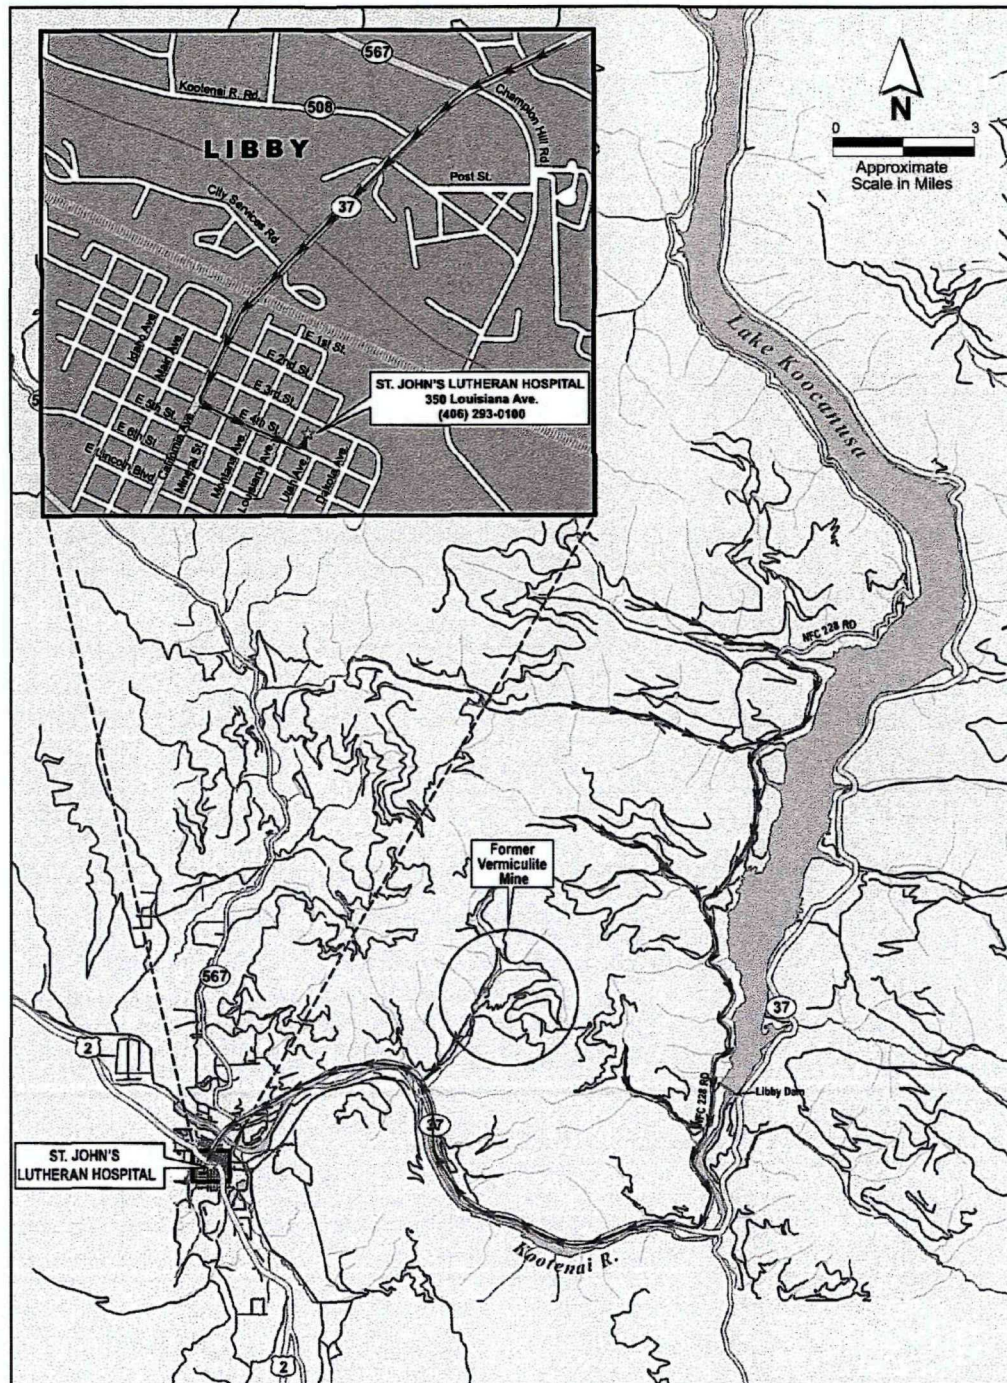 567
Kootenai R. Rd.
508
Champion Hill Rd
LIBBY
Post St.
City Services Rd
37
Idaho Ave
Main Ave.
E 1st St.
E 2nd St.
E 3rd St.
E 4th St.
E 5th St.
E 6th St
E Lincoln Blvd
California Ave.
Mineral St.
Montana Ave.
Louisiana Ave.
Utah Ave.
Dakota Ave.
ST. JOHN'S LUTHERAN HOSPITAL
350 Louisiana Ave.
(406) 293-0100
N
0 3
Approximate
Scale in Miles
Lake Koocanusa
NFC 228 RD
Former
Vermiculite
Mine
567
2
37
NFC 228 RD
Libby Dam
37
ST. JOHN'S
LUTHERAN HOSPITAL
Kootenai R.
2